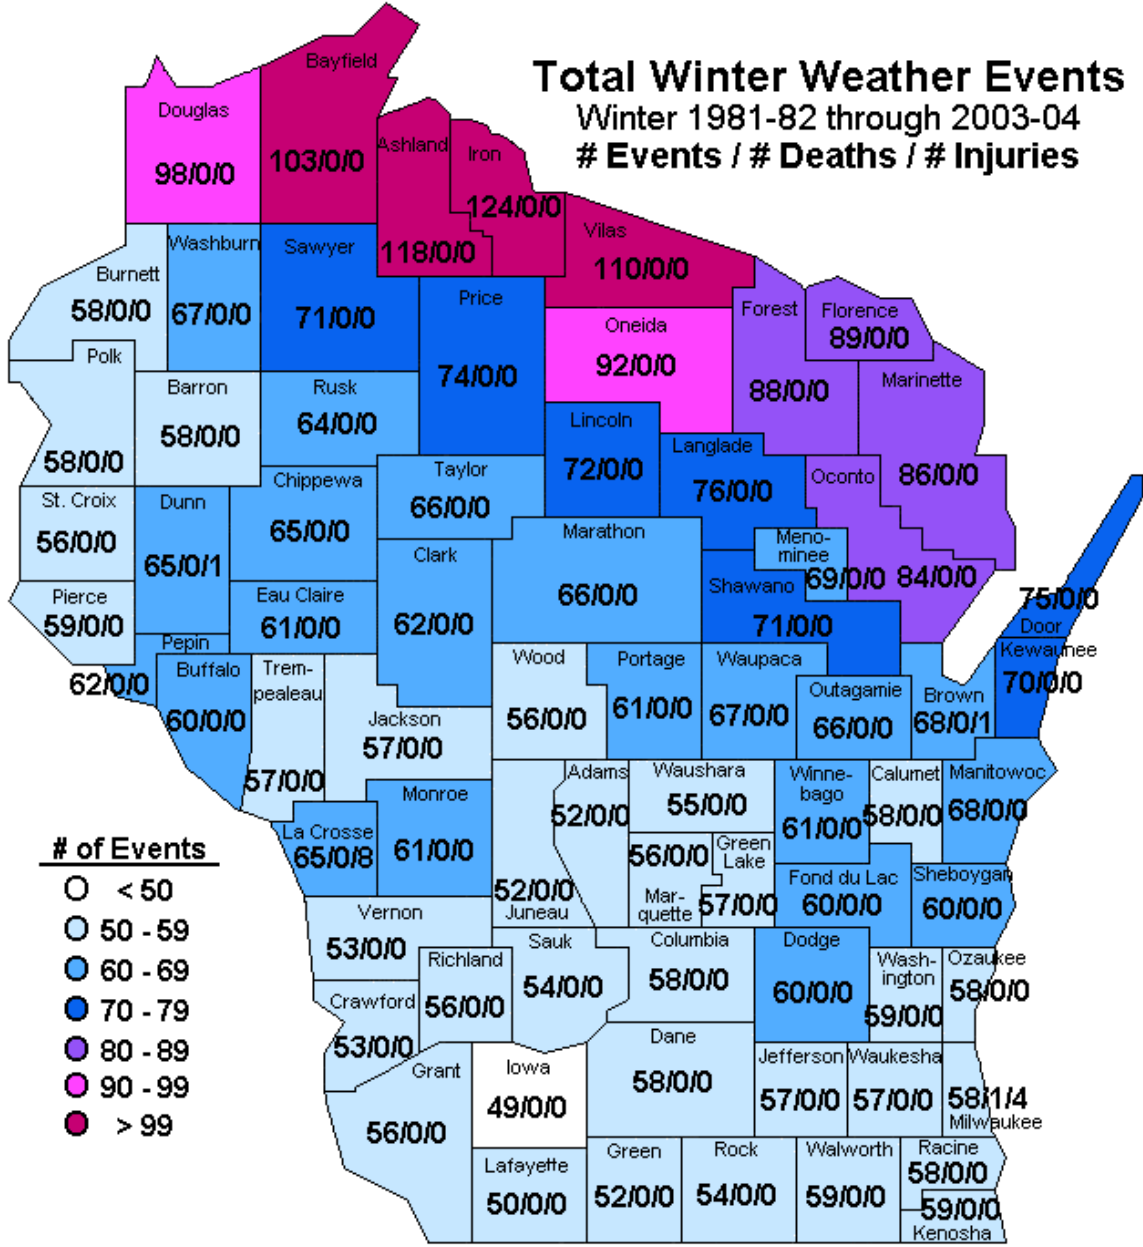 Total Winter Weather Events
Winter 1981-82 through 2003-04
# Events / # Deaths / # Injuries
Bayfield
103/0/0
Douglas
98/0/0
Ashland
118/0/0
Iron
124/0/0
Vilas
110/0/0
Washburn
67/0/0
Sawyer
71/0/0
Burnett
58/0/0
Price
74/0/0
Oneida
92/0/0
Forest
88/0/0
Florence
89/0/0
Marinette
86/0/0
Polk
58/0/0
Barron
58/0/0
Rusk
64/0/0
Lincoln
72/0/0
Langlade
76/0/0
Oconto
84/0/0
Taylor
66/0/0
Chippewa
65/0/0
St. Croix
56/0/0
Dunn
65/0/1
Clark
62/0/0
Marathon
66/0/0
Meno-
minee
69/0/0
Shawano
71/0/0
75/0/0
Door
Pierce
59/0/0
Eau Claire
61/0/0
Pepin
62/0/0
Buffalo
60/0/0
Trem-
pealeau
57/0/0
Jackson
57/0/0
Wood
56/0/0
Portage
61/0/0
Waupaca
67/0/0
Outagamie
66/0/0
Brown
68/0/1
Kewaunee
70/0/0
Monroe
61/0/0
La Crosse
65/0/8
Adams
52/0/0
52/0/0
Juneau
Waushara
55/0/0
Winne-
bago
61/0/0
Calumet
58/0/0
Manitowoc
68/0/0
56/0/0
Mar-
quette
Green
Lake
57/0/0
Fond du Lac
60/0/0
Sheboygan
60/0/0
Vernon
53/0/0
Richland
56/0/0
Sauk
54/0/0
Columbia
58/0/0
Dodge
60/0/0
Wash-
ington
59/0/0
Ozaukee
58/0/0
Crawford
53/0/0
Grant
56/0/0
Iowa
49/0/0
Dane
58/0/0
Jefferson
57/0/0
Waukesha
57/0/0
58/1/4
Milwaukee
Lafayette
50/0/0
Green
52/0/0
Rock
54/0/0
Walworth
59/0/0
Racine
58/0/0
59/0/0
Kenosha
# of Events
< 50
50 - 59
60 - 69
70 - 79
80 - 89
90 - 99
> 99